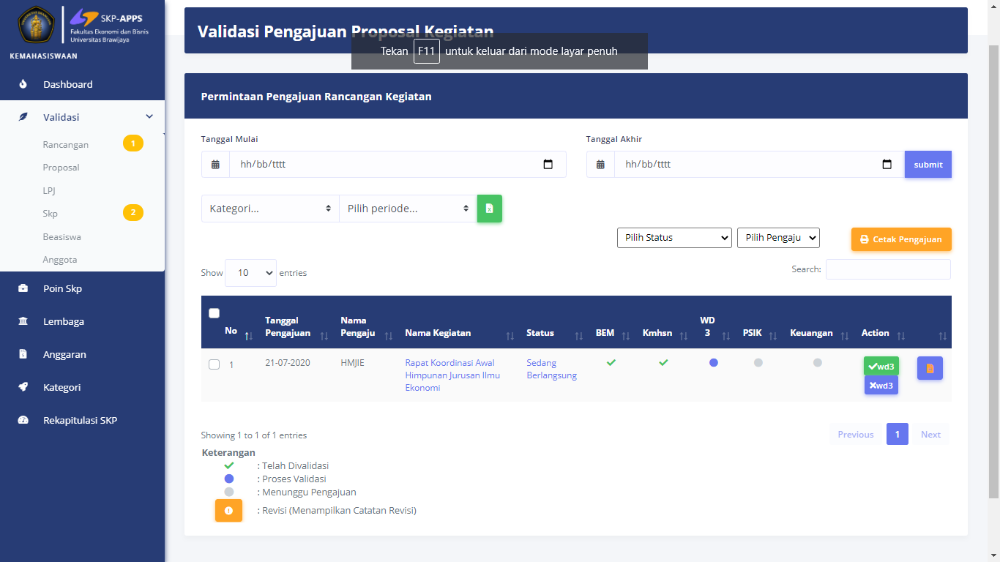 SKP-APPS
Fakultas Ekonomi dan Bisnis
Universitas Brawijaya
KEMAHASISWAAN
Dashboard
Validasi
Rancangan 1
Proposal
LPJ
Skp 2
Beasiswa
Anggota
Poin Skp
Lembaga
Anggaran
Kategori
Rekapitulasi SKP
Validasi Pengajuan Proposal Kegiatan
Tekan F11 untuk keluar dari mode layar penuh
Permintaan Pengajuan Rancangan Kegiatan
Tanggal Mulai
hh/bb/tttt
Tanggal Akhir
hh/bb/tttt
submit
Kategori... Pilih periode...
Pilih Status Pilih Pengaju Cetak Pengajuan
Show 10 entries
Search:
No Tanggal Pengajuan Nama Pengaju Nama Kegiatan Status BEM Kmhsn WD 3 PSIK Keuangan Action
1 21-07-2020 HMJIE Rapat Koordinasi Awal Sedang wd3
Himpunan Jurusan Ilmu Berlangsung wd3
Ekonomi
Showing 1 to 1 of 1 entries
Previous 1 Next
Keterangan
: Telah Divalidasi
: Proses Validasi
: Menunggu Pengajuan
: Revisi (Menampilkan Catatan Revisi)